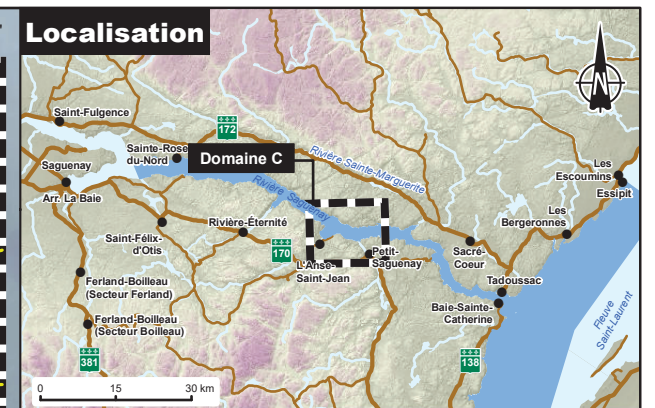 Localisation
N
Saint-Fulgence
172
Sainte-Rose
du-Nord
Domaine C
Rivière Sainte-Marguerite
Saguenay
Arr. La Baie
Rivière Saguenay
Les
Escoumins
Essipit
Les
Bergeronnes
Rivière-Éternité
Saint-Félix-
d'Otis
170
L'Anse-
Saint-Jean
Petit-
Saguenay
Sacré-
Coeur
Ferland-Boilleau
(Secteur Ferland)
Tadoussac
Baie-Sainte-
Catherine
Ferland-Boilleau
(Secteur Boilleau)
Fleuve
Saint-Laurent
381
138
0 15 30 km